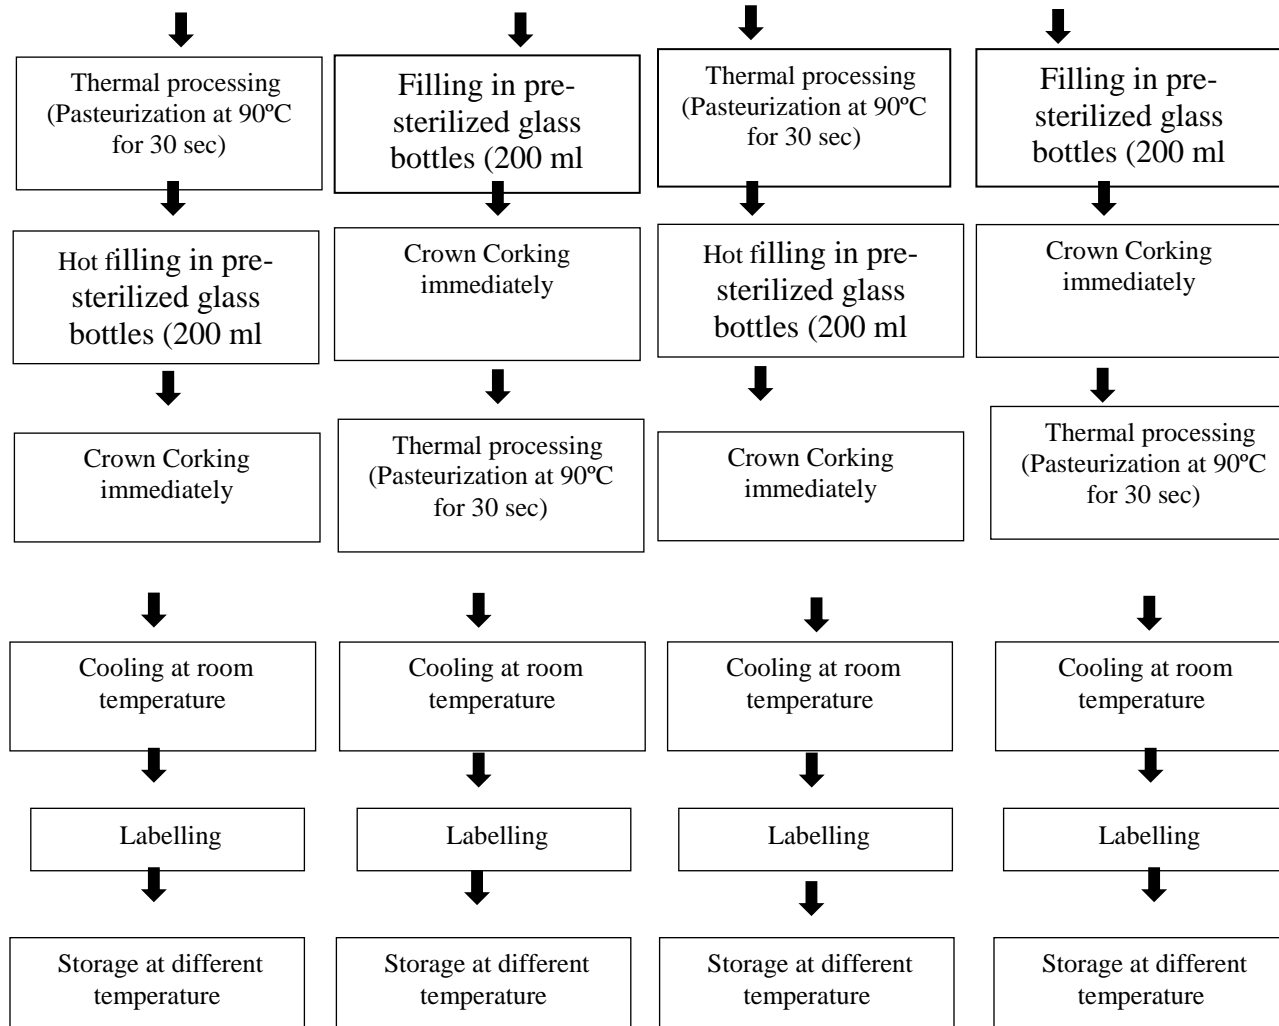 Thermal processing
(Pasteurization at 90ºC
for 30 sec)
Filling in pre-
sterilized glass
bottles (200 ml
Thermal processing
(Pasteurization at 90ºC
for 30 sec)
Filling in pre-
sterilized glass
bottles (200 ml
Hot filling in pre-
sterilized glass
bottles (200 ml
Crown Corking
immediately
Hot filling in pre-
sterilized glass
bottles (200 ml
Crown Corking
immediately
Crown Corking
immediately
Thermal processing
(Pasteurization at 90ºC
for 30 sec)
Crown Corking
immediately
Thermal processing
(Pasteurization at 90ºC
for 30 sec)
Cooling at room
temperature
Cooling at room
temperature
Cooling at room
temperature
Cooling at room
temperature
Labelling
Labelling
Labelling
Labelling
Storage at different
temperature
Storage at different
temperature
Storage at different
temperature
Storage at different
temperature